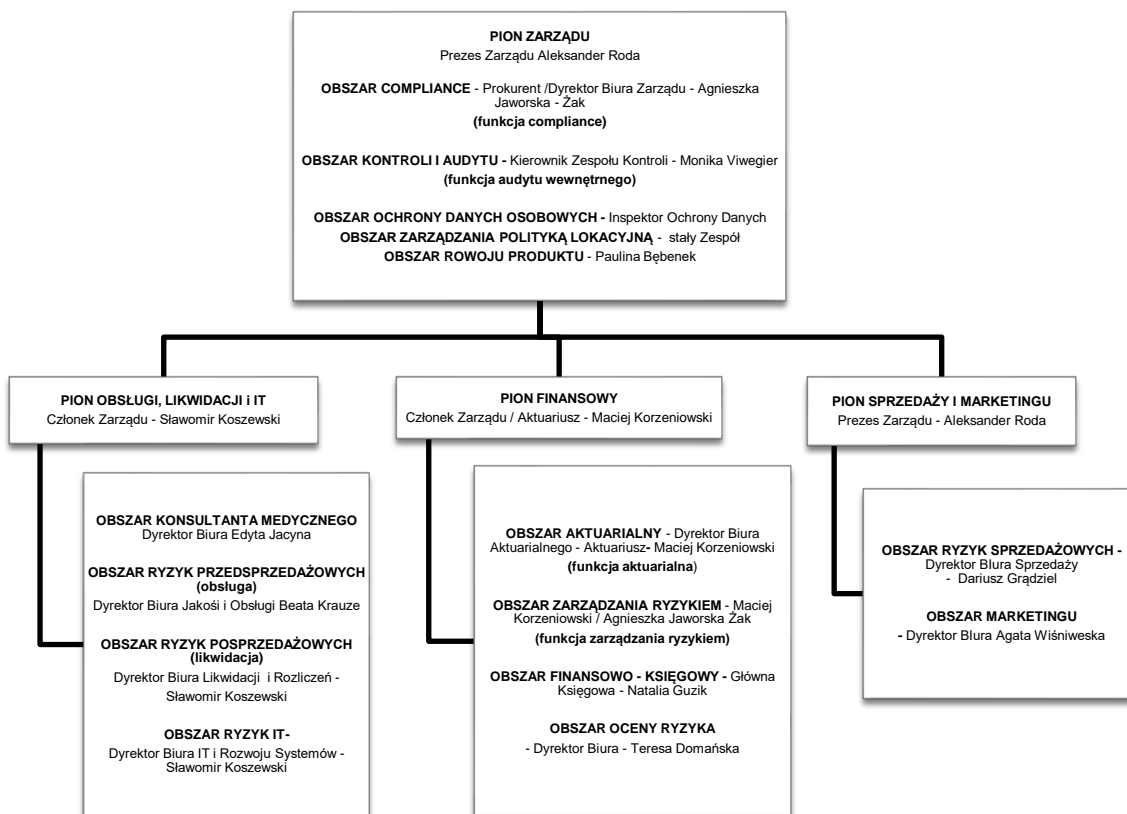 PION ZARZĄDU
Prezes Zarządu Aleksander Roda
OBSZAR COMPLIANCE - Prokurent /Dyrektor Biura Zarządu - Agnieszka
Jaworska - Żak
(funkcja compliance)
OBSZAR KONTROLI I AUDYTU - Kierownik Zespołu Kontroli - Monika Viwegier
(funkcja audytu wewnętrnego)
OBSZAR OCHRONY DANYCH OSOBOWYCH - Inspektor Ochrony Danych
OBSZAR ZARZĄDZANIA POLITYKĄ LOKACYJNĄ - stały Zespół
OBSZAR ROWOJU PRODUKTU - Paulina Bębenek
PION OBSŁUGI, LIKWIDACJI i IT
Członek Zarządu - Sławomir Koszewski
OBSZAR KONSULTANTA MEDYCZNEGO
Dyrektor Biura Edyta Jacyna
OBSZAR RYZYK PRZEDSPRZEDAŻOWYCH
(obsługa)
Dyrektor Biura Jakośi i Obsługi Beata Krauze
OBSZAR RYZYK POSPRZEDAŻOWYCH
(likwidacja)
Dyrektor Biura Likwidacji i Rozliczeń -
Sławomir Koszewski
OBSZAR RYZYK IT-
Dyrektor Biura IT i Rozwoju Systemów -
Sławomir Koszewski
PION FINANSOWY
Członek Zarządu / Aktuariusz - Maciej Korzeniowski
OBSZAR AKTUARIALNY - Dyrektor Biura
Aktuarialnego - Aktuariusz- Maciej Korzeniowski
(funkcja aktuarialna)
OBSZAR ZARZĄDZANIA RYZYKIEM - Maciej
Korzeniowski / Agnieszka Jaworska Żak
(funkcja zarządzania ryzykiem)
OBSZAR FINANSOWO - KSIĘGOWY - Główna
Księgowa - Natalia Guzik
OBSZAR OCENY RYZYKA
- Dyrektor Biura - Teresa Domańska
PION SPRZEDAŻY I MARKETINGU
Prezes Zarządu - Aleksander Roda
OBSZAR RYZYK SPRZEDAŻOWYCH -
Dyrektor BIura Sprzedaży
- Dariusz Grądziel
OBSZAR MARKETINGU
- Dyrektor BIura Agata Wiśniweska